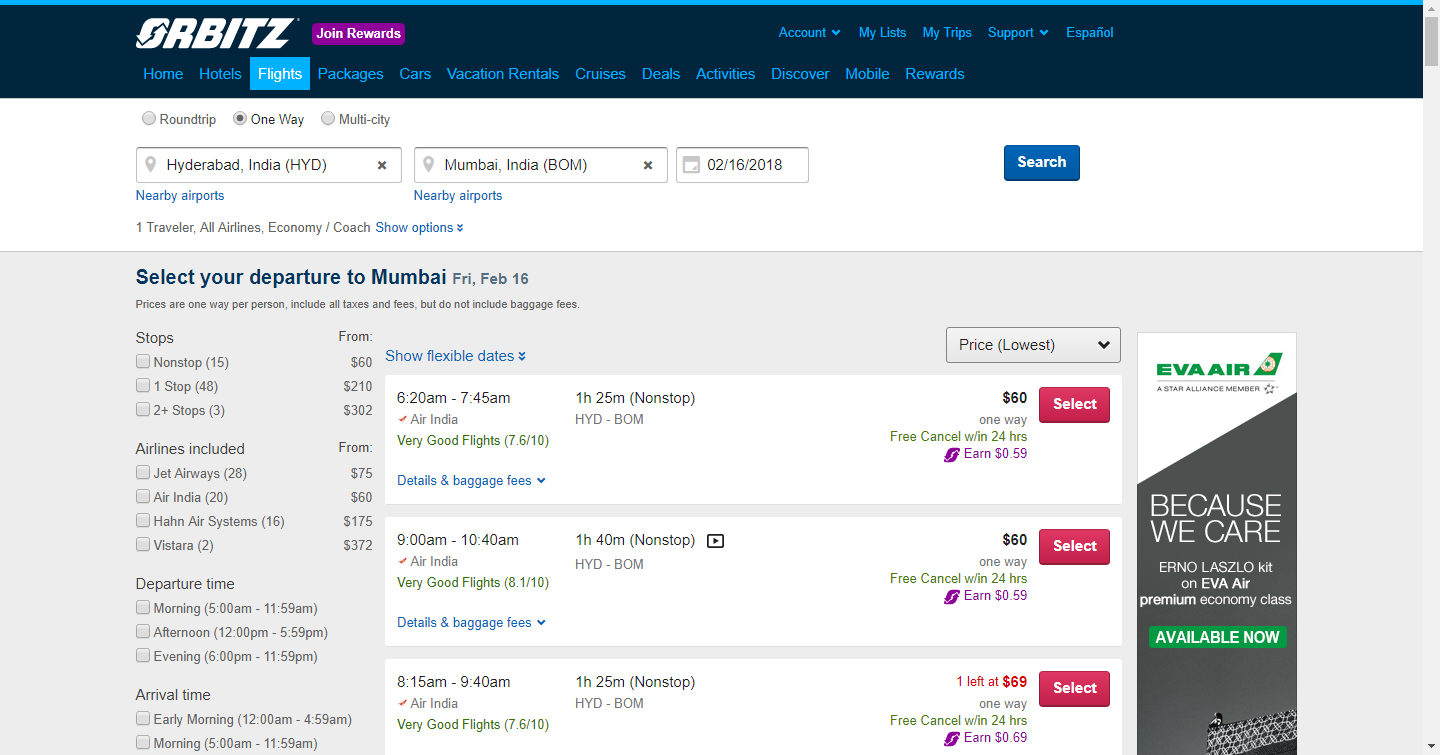 ORBITZ Join Rewards
Account My Lists My Trips Support Español
Home Hotels Flights Packages Cars Vacation Rentals Cruises Deals Activities Discover Mobile Rewards
Roundtrip One Way Multi-city
Hyderabad, India (HYD) Mumbai, India (BOM) 02/16/2018 Search
Nearby airports Nearby airports
1 Traveler, All Airlines, Economy / Coach Show options
Select your departure to Mumbai Fri, Feb 16
Prices are one way per person, include all taxes and fees, but do not include baggage fees.
Stops From:
Nonstop (15) $60
1 Stop (48) $210
2+ Stops (3) $302
Airlines included From:
Jet Airways (28) $75
Air India (20) $60
Hahn Air Systems (16) $175
Vistara (2) $372
Departure time
Morning (5:00am - 11:59am)
Afternoon (12:00pm - 5:59pm)
Evening (6:00pm - 11:59pm)
Arrival time
Early Morning (12:00am - 4:59am)
Morning (5:00am - 11:59am)
Show flexible dates Price (Lowest)
6:20am - 7:45am 1h 25m (Nonstop) $60 Select
Air India HYD - BOM one way
Very Good Flights (7.6/10) Free Cancel w/in 24 hrs
Earn $0.59
Details & baggage fees
9:00am - 10:40am 1h 40m (Nonstop) $60 Select
Air India HYD - BOM one way
Very Good Flights (8.1/10) Free Cancel w/in 24 hrs
Earn $0.59
Details & baggage fees
8:15am - 9:40am 1h 25m (Nonstop) 1 left at $69 Select
Air India HYD - BOM one way
Very Good Flights (7.6/10) Free Cancel w/in 24 hrs
Earn $0.69
EVA AIR
A STAR ALLIANCE MEMBER
BECAUSE
WE CARE
ERNO LASZLO kit
on EVA Air
premium economy class
AVAILABLE NOW